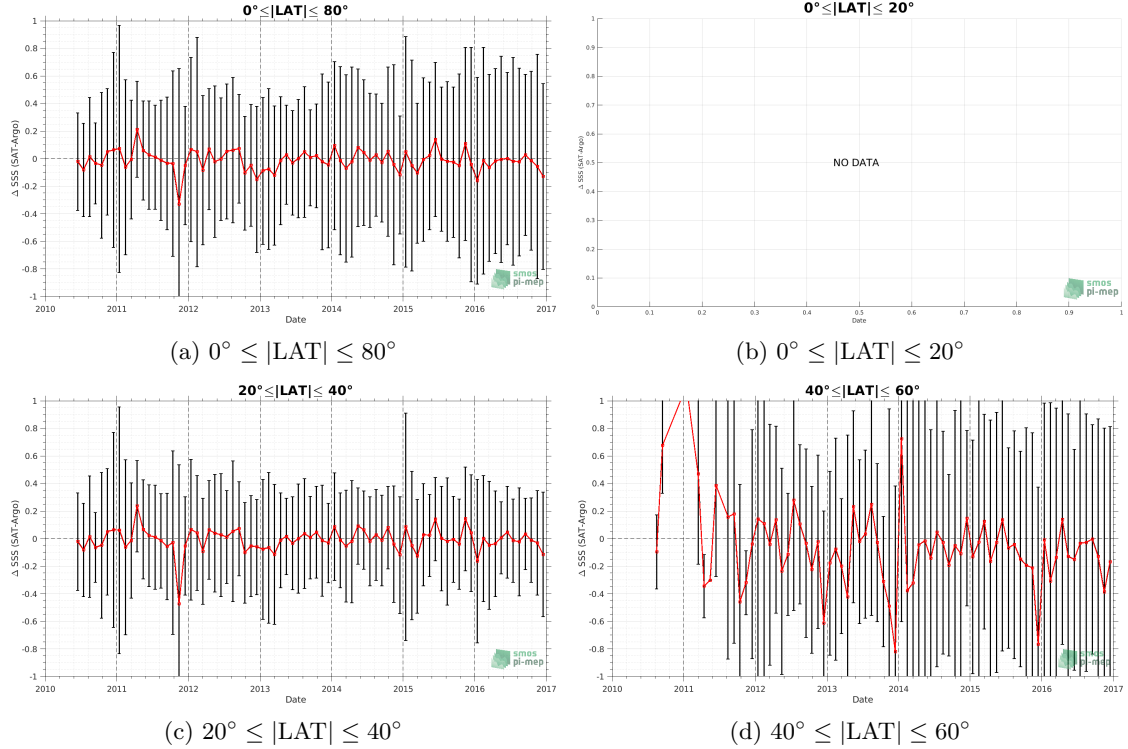 0°≤|LAT|≤ 80°
1
0.8
0.6
0.4
0.2
0
-0.2
-0.4
-0.6
-0.8
-1
Δ SSS (SAT-Argo)
2010 2011 2012 2013 2014 2015 2016 2017
Date
smos
pi-mep
(a) 0° ≤ |LAT| ≤ 80°
0°≤|LAT|≤ 20°
1
0.9
0.8
0.7
0.6
0.5
0.4
0.3
0.2
0.1
0
Δ SSS (SAT-Argo)
NO DATA
0 0.1 0.2 0.3 0.4 0.5 0.6 0.7 0.8 0.9 1
Date
smos
pi-mep
(b) 0° ≤ |LAT| ≤ 20°
20°≤|LAT|≤ 40°
1
0.8
0.6
0.4
0.2
0
-0.2
-0.4
-0.6
-0.8
-1
Δ SSS (SAT-Argo)
2010 2011 2012 2013 2014 2015 2016 2017
Date
smos
pi-mep
(c) 20° ≤ |LAT| ≤ 40°
40°≤|LAT|≤ 60°
1
0.8
0.6
0.4
0.2
0
-0.2
-0.4
-0.6
-0.8
-1
Δ SSS (SAT-Argo)
2010 2011 2012 2013 2014 2015 2016 2017
Date
smos
pi-mep
(d) 40° ≤ |LAT| ≤ 60°